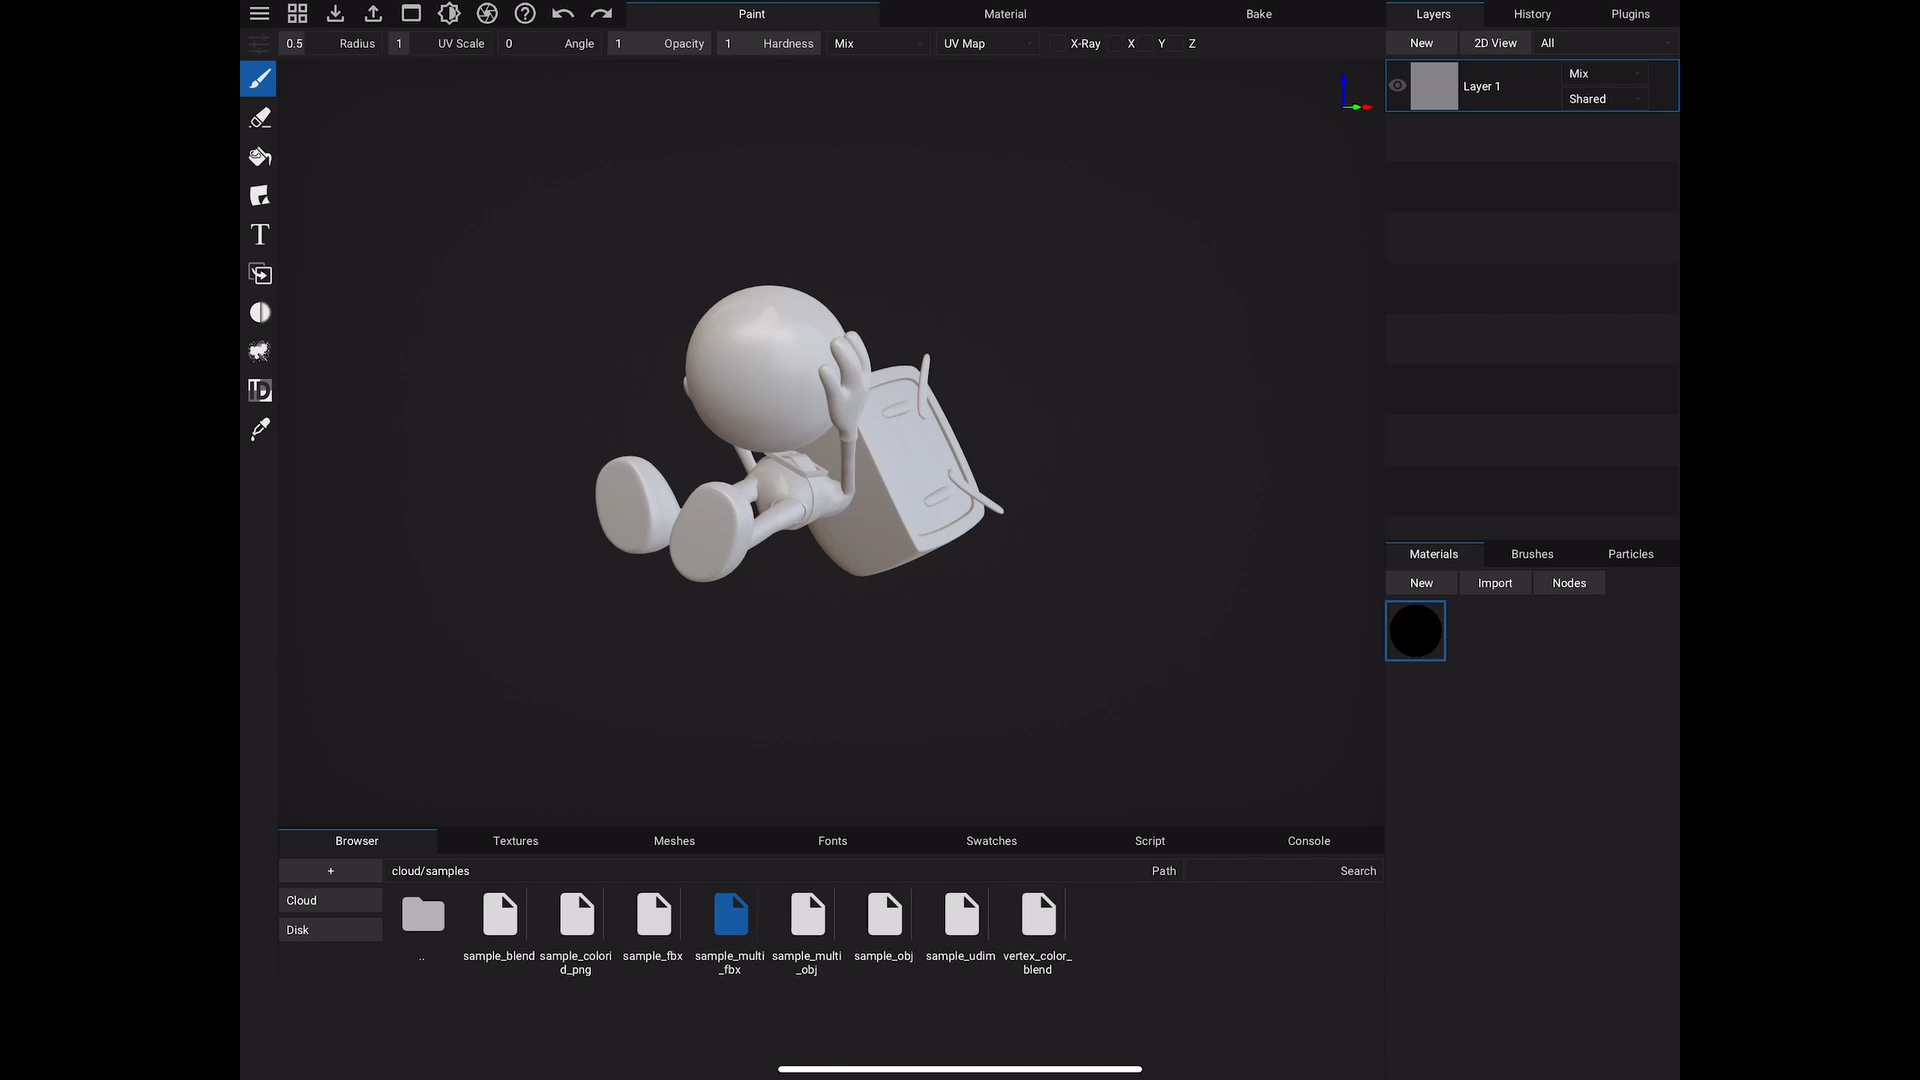 Paint
Material
Bake
Layers
History
Plugins
0.5 Radius
1 UV Scale
0 Angle
1 Opacity
1 Hardness
Mix
UV Map
X-Ray
X
Y
Z
New
2D View
All
T
ID
Layer 1
Mix
Shared
Materials
Brushes
Particles
New
Import
Nodes
Browser
Textures
Meshes
Fonts
Swatches
Script
Console
+
cloud/samples
Path
Search
Cloud
Disk
..
sample_blend
sample_colori
d_png
sample_fbx
sample_multi
_fbx
sample_multi
_obj
sample_obj
sample_udim
vertex_color_
blend